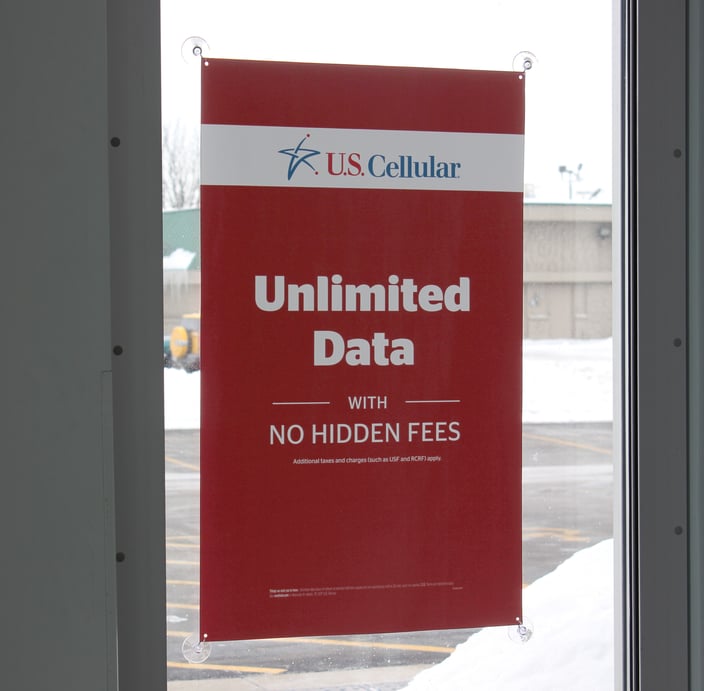 U.S. Cellular
Unlimited
Data
WITH
NO HIDDEN FEES
Additional taxes and charges (such as USF and RCRF) apply.